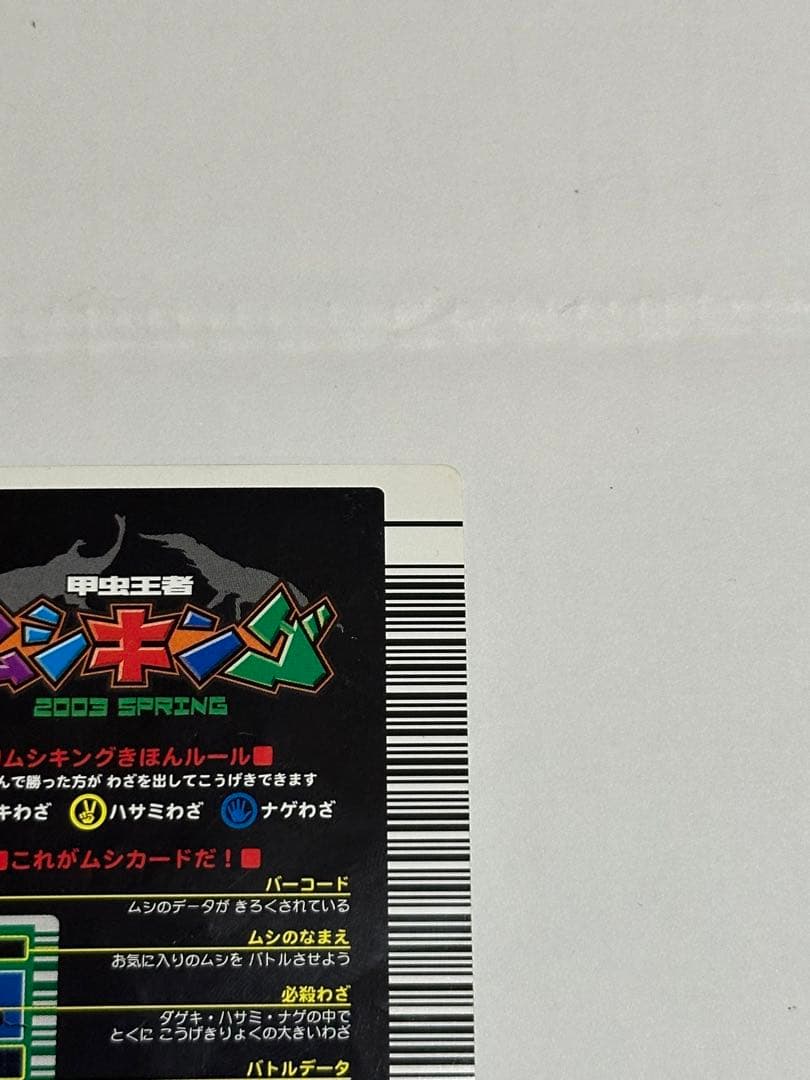 甲虫王者
ムシキング
2003 SPRING
ムシキングきほんルール■
んで勝った方が わざを出してこうげきできます
キわざ ハサミわざ ナゲわざ
■これがムシカードだ！■
バーコード
ムシのデータが きろくされている
ムシのなまえ
お気に入りのムシを バトルさせよう
必殺わざ
ダゲキ・ハサミ・ナゲの中で
とくに こうげきりょくの大きいわざ
バトルデータ